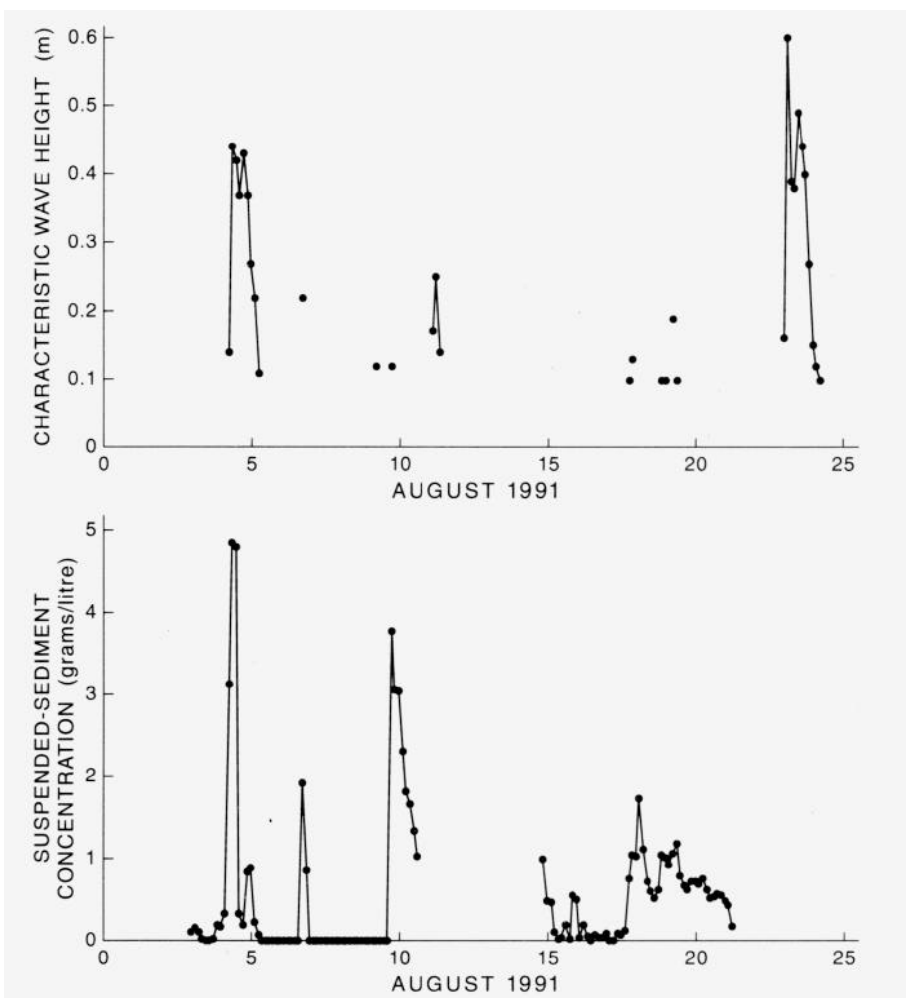 CHARACTERISTIC WAVE HEIGHT (m)
0.6
0.5
0.4
0.3
0.2
0.1
0
0 5 10 15 20 25
AUGUST 1991
SUSPENDED-SEDIMENT
CONCENTRATION (grams/litre)
5
4
3
2
1
0
0 5 10 15 20 25
AUGUST 1991